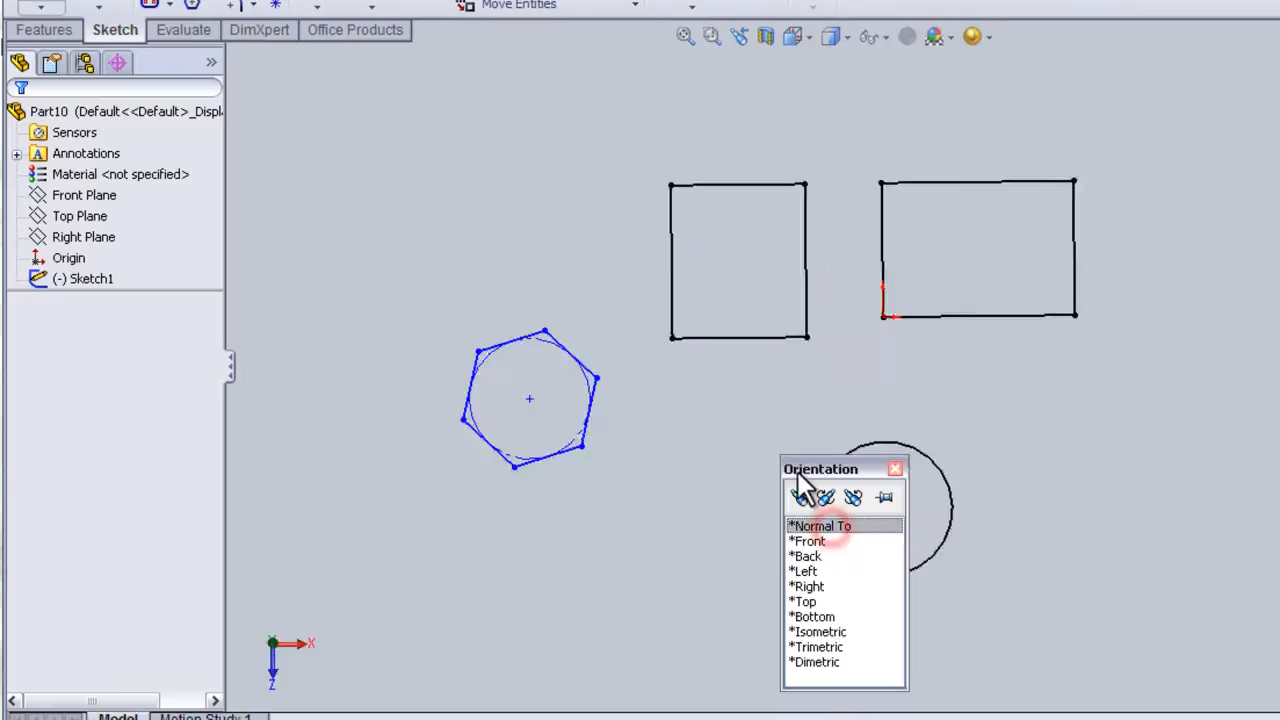 Move Entities
Features Sketch Evaluate DimXpert Office Products
»
Part10 (Default<<Default>_Displ
Sensors
Annotations
Material <not specified>
Front Plane
Top Plane
Right Plane
Origin
(-) Sketch1
Orientation
*Normal To
*Front
*Back
*Left
*Right
*Top
*Bottom
*Isometric
*Trimetric
*Dimetric
X
Z
Model Motion Study 1